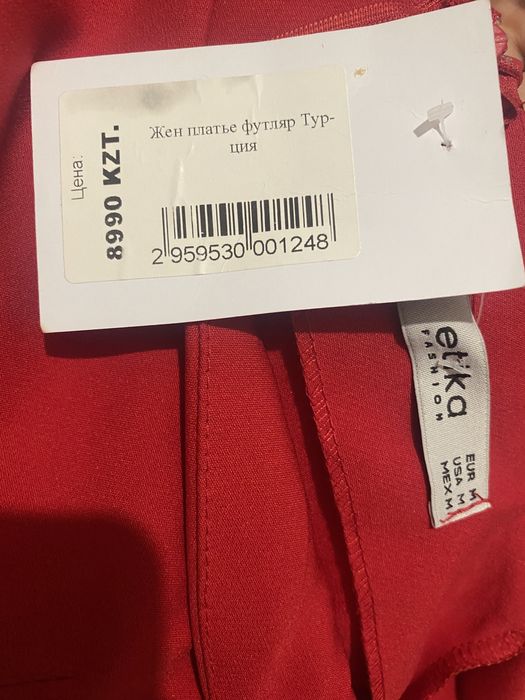 Цена:
8990 KZT.
Жен платье футляр Тур-
ция
2 959530 001248
etika
FASHION
EUR M
USA M
MEX M